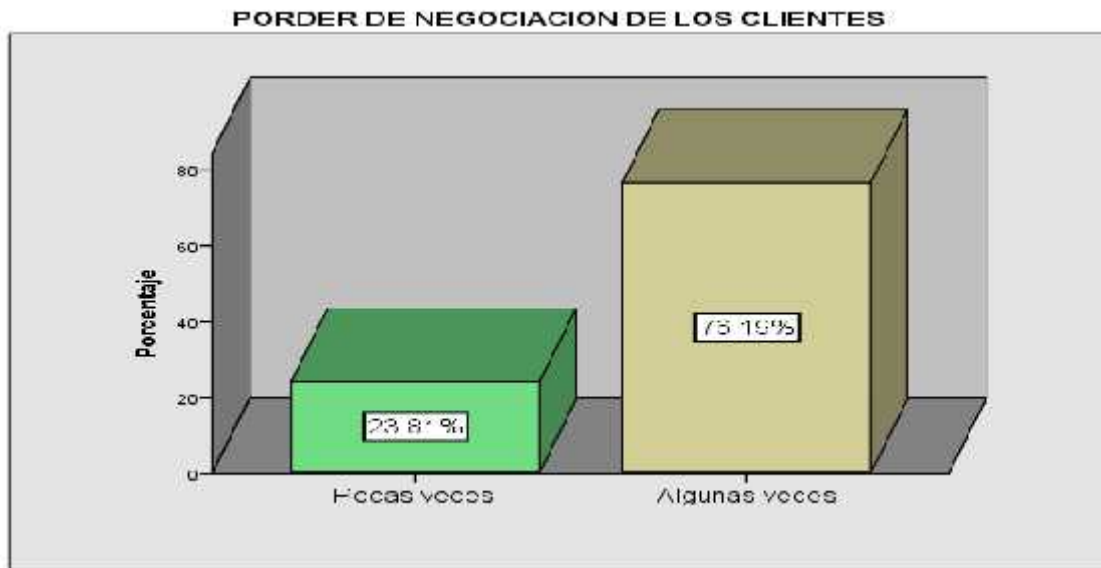 PORDER DE NEGOCIACION DE LOS CLIENTES
Porcentaje
80
60
40
20
0
23.81%
76.19%
Pocas veces
Algunas veces